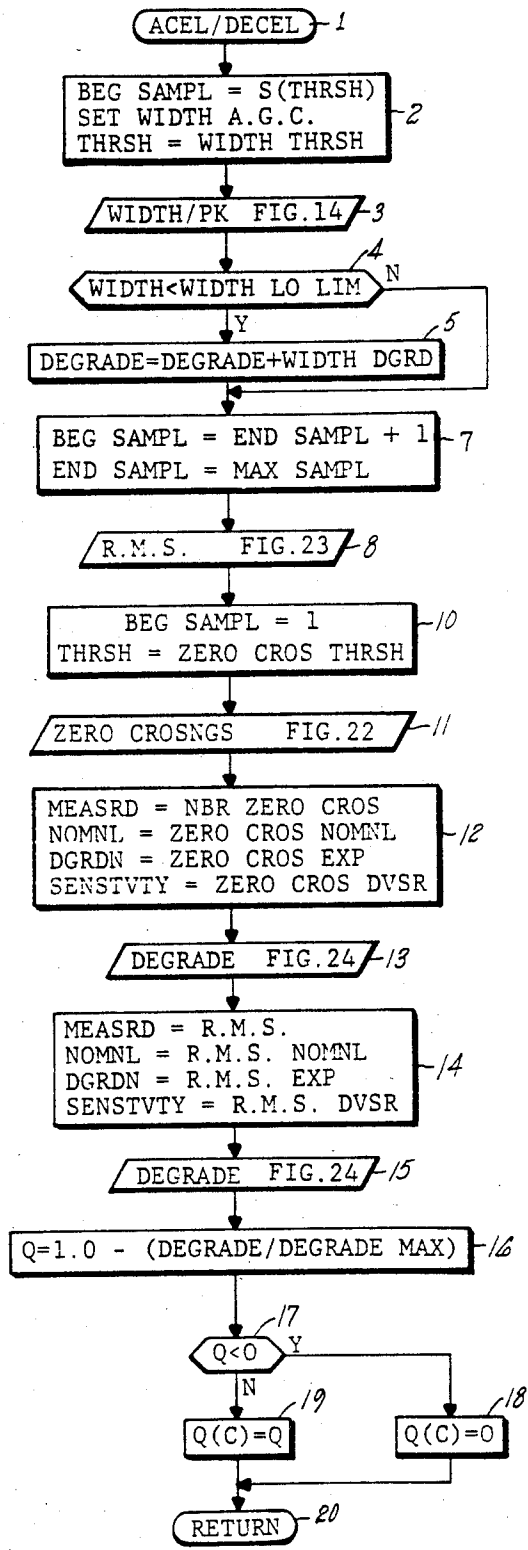 ACEL/DECEL 1
BEG SAMPL = S(THRSH)
SET WIDTH A.G.C.
THRSH = WIDTH THRSH
2
WIDTH/PK FIG.14 3
4
WIDTH<WIDTH LO LIM N
Y
5
DEGRADE=DEGRADE+WIDTH DGRD
BEG SAMPL = END SAMPL + 1
END SAMPL = MAX SAMPL
7
R.M.S. FIG.23 8
BEG SAMPL = 1
THRSH = ZERO CROS THRSH
10
ZERO CROSNGS FIG.22 11
MEASRD = NBR ZERO CROS
NOMNL = ZERO CROS NOMNL
DGRDN = ZERO CROS EXP
SENSTVTY = ZERO CROS DVSR
12
DEGRADE FIG.24 13
MEASRD = R.M.S.
NOMNL = R.M.S. NOMNL
DGRDN = R.M.S. EXP
SENSTVTY = R.M.S. DVSR
14
DEGRADE FIG.24 15
Q=1.0 - (DEGRADE/DEGRADE MAX) 16
17
Q<0 Y
N
19
Q(C)=Q
18
Q(C)=0
RETURN 20